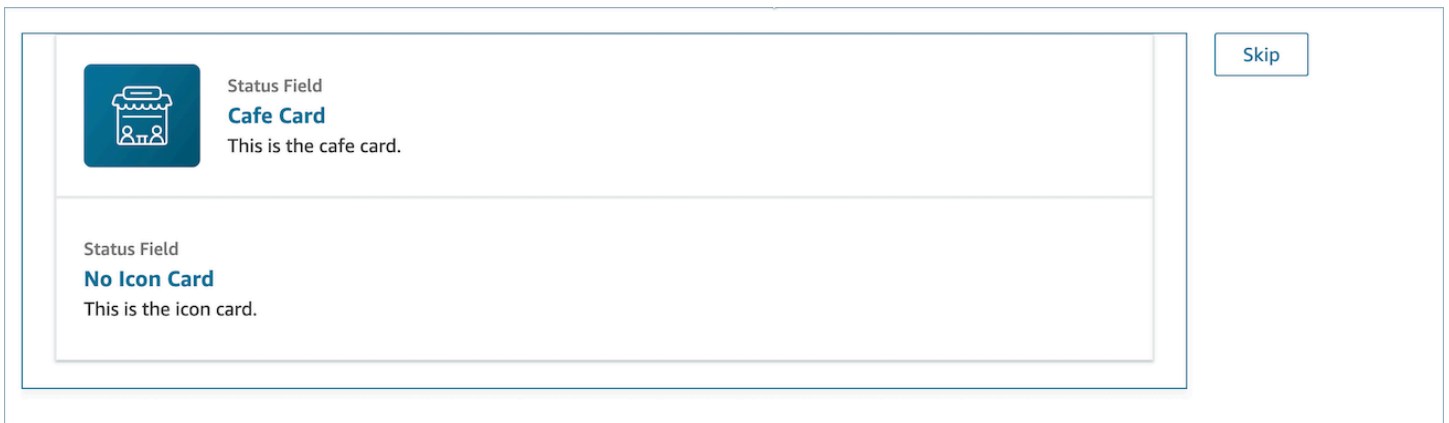 Skip
Status Field
Cafe Card
This is the cafe card.
Status Field
No Icon Card
This is the icon card.